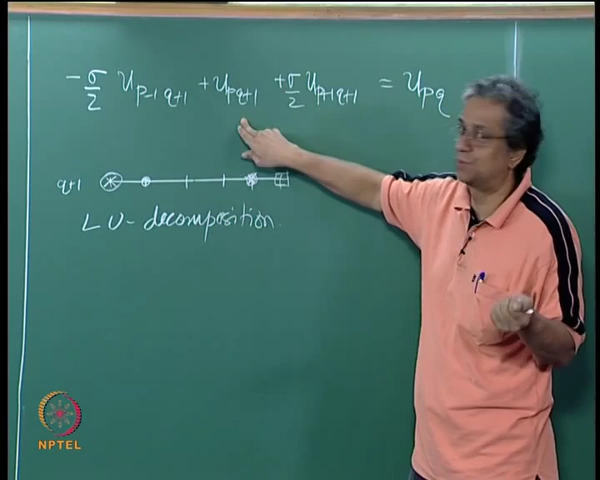 -σ/2 u_{p-1 q+1} + u_{p q+1} + σ/2 u_{p+1 q+1} = u_{pq}
q+1
LU - decomposition.
NPTEL